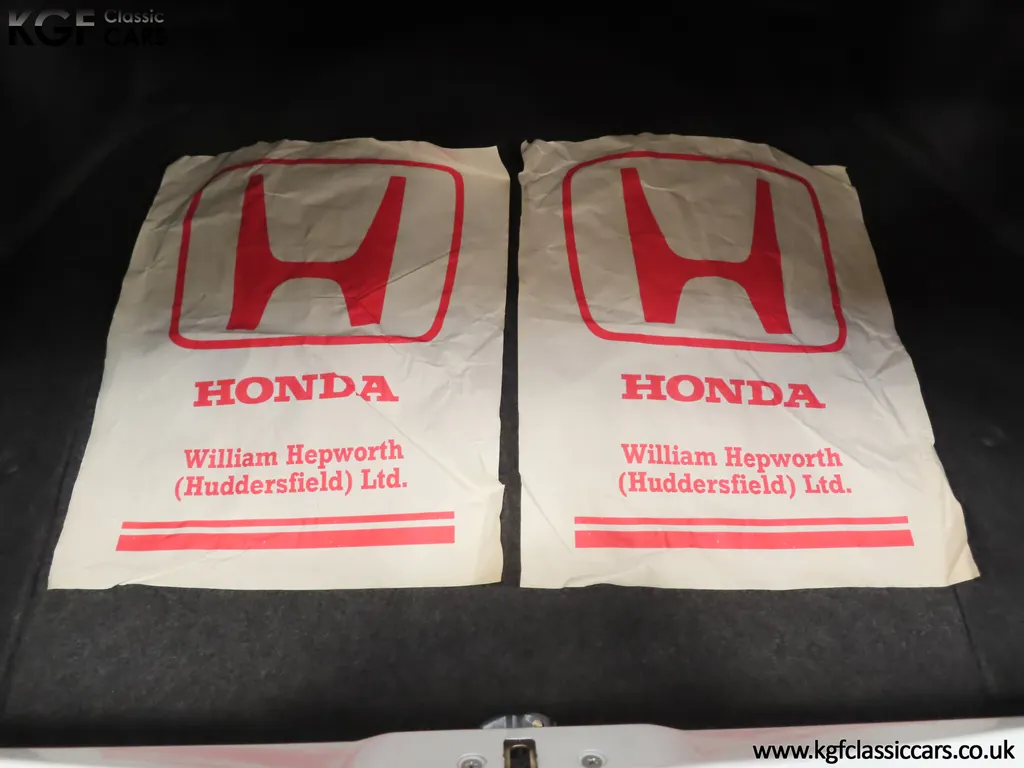 KGF Classic CARS
HONDA
William Hepworth
(Huddersfield) Ltd.
HONDA
William Hepworth
(Huddersfield) Ltd.
www.kgfclassiccars.co.uk